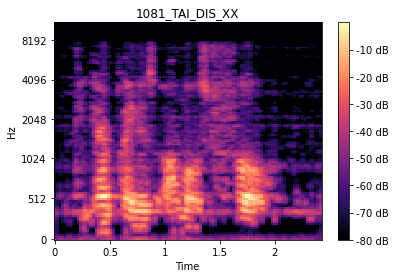 1081_TAI_DIS_XX
8192
4096
2048
1024
512
0
Hz
0
0.5
1
1.5
2
Time
-10 dB
-20 dB
-30 dB
-40 dB
-50 dB
-60 dB
-70 dB
-80 dB